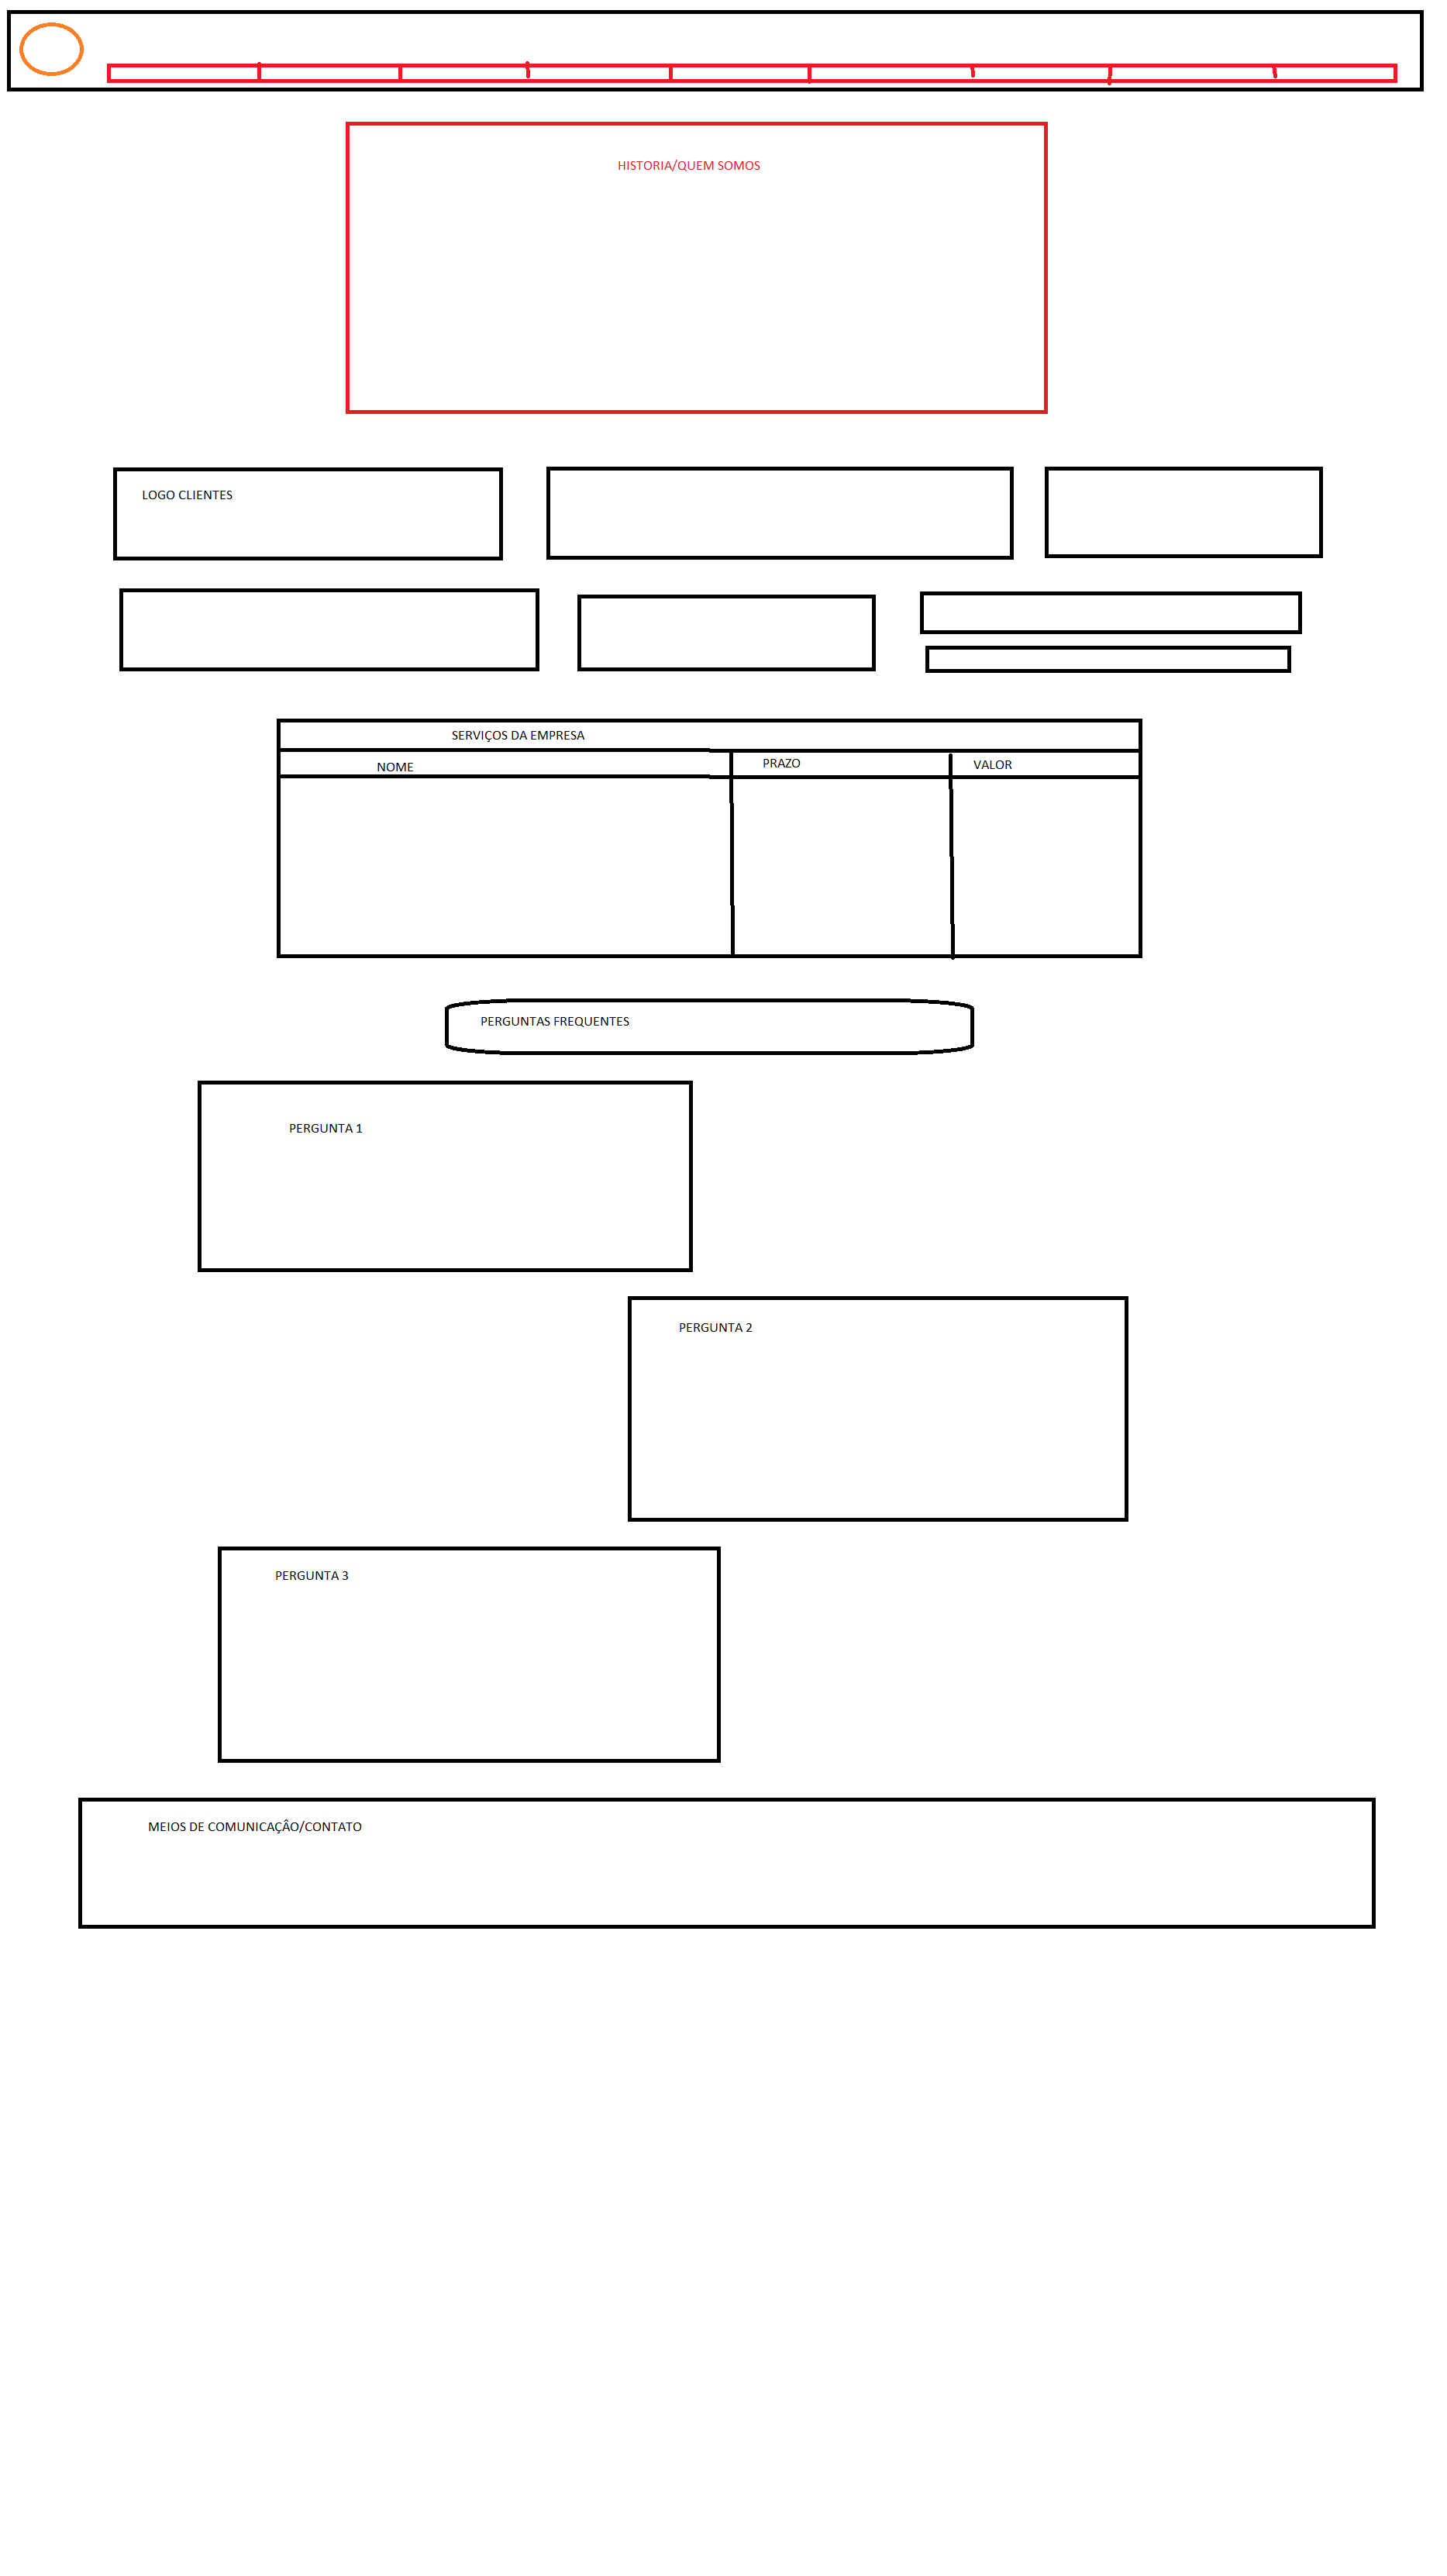 HISTORIA/QUEM SOMOS
LOGO CLIENTES
SERVIÇOS DA EMPRESA
NOME
PRAZO
VALOR
PERGUNTAS FREQUENTES
PERGUNTA 1
PERGUNTA 2
PERGUNTA 3
MEIOS DE COMUNICAÇÂO/CONTATO